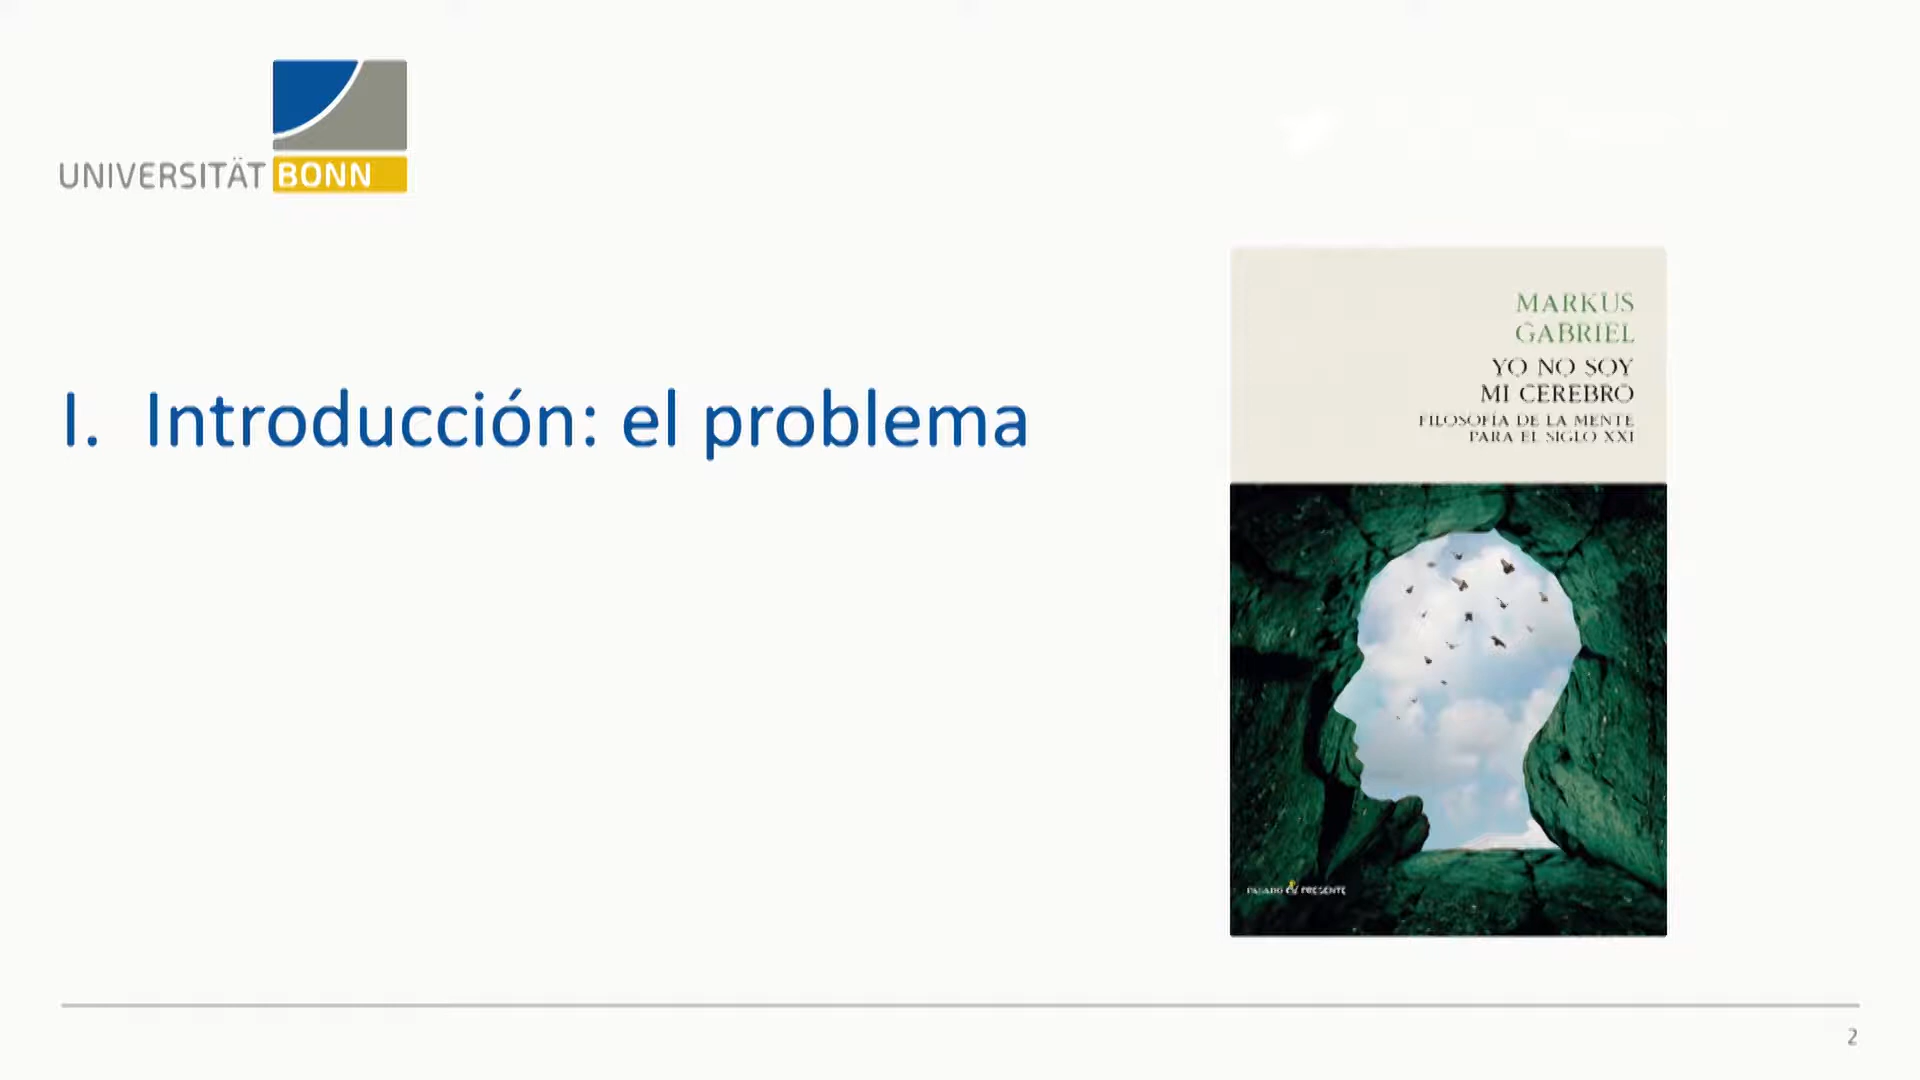 UNIVERSITÄT BONN
I. Introducción: el problema
MARKUS
GABRIEL
YO NO SOY
MI CEREBRO
FILOSOFÍA DE LA MENTE
PARA EL SIGLO XXI
PASADO & PRESENTE
2